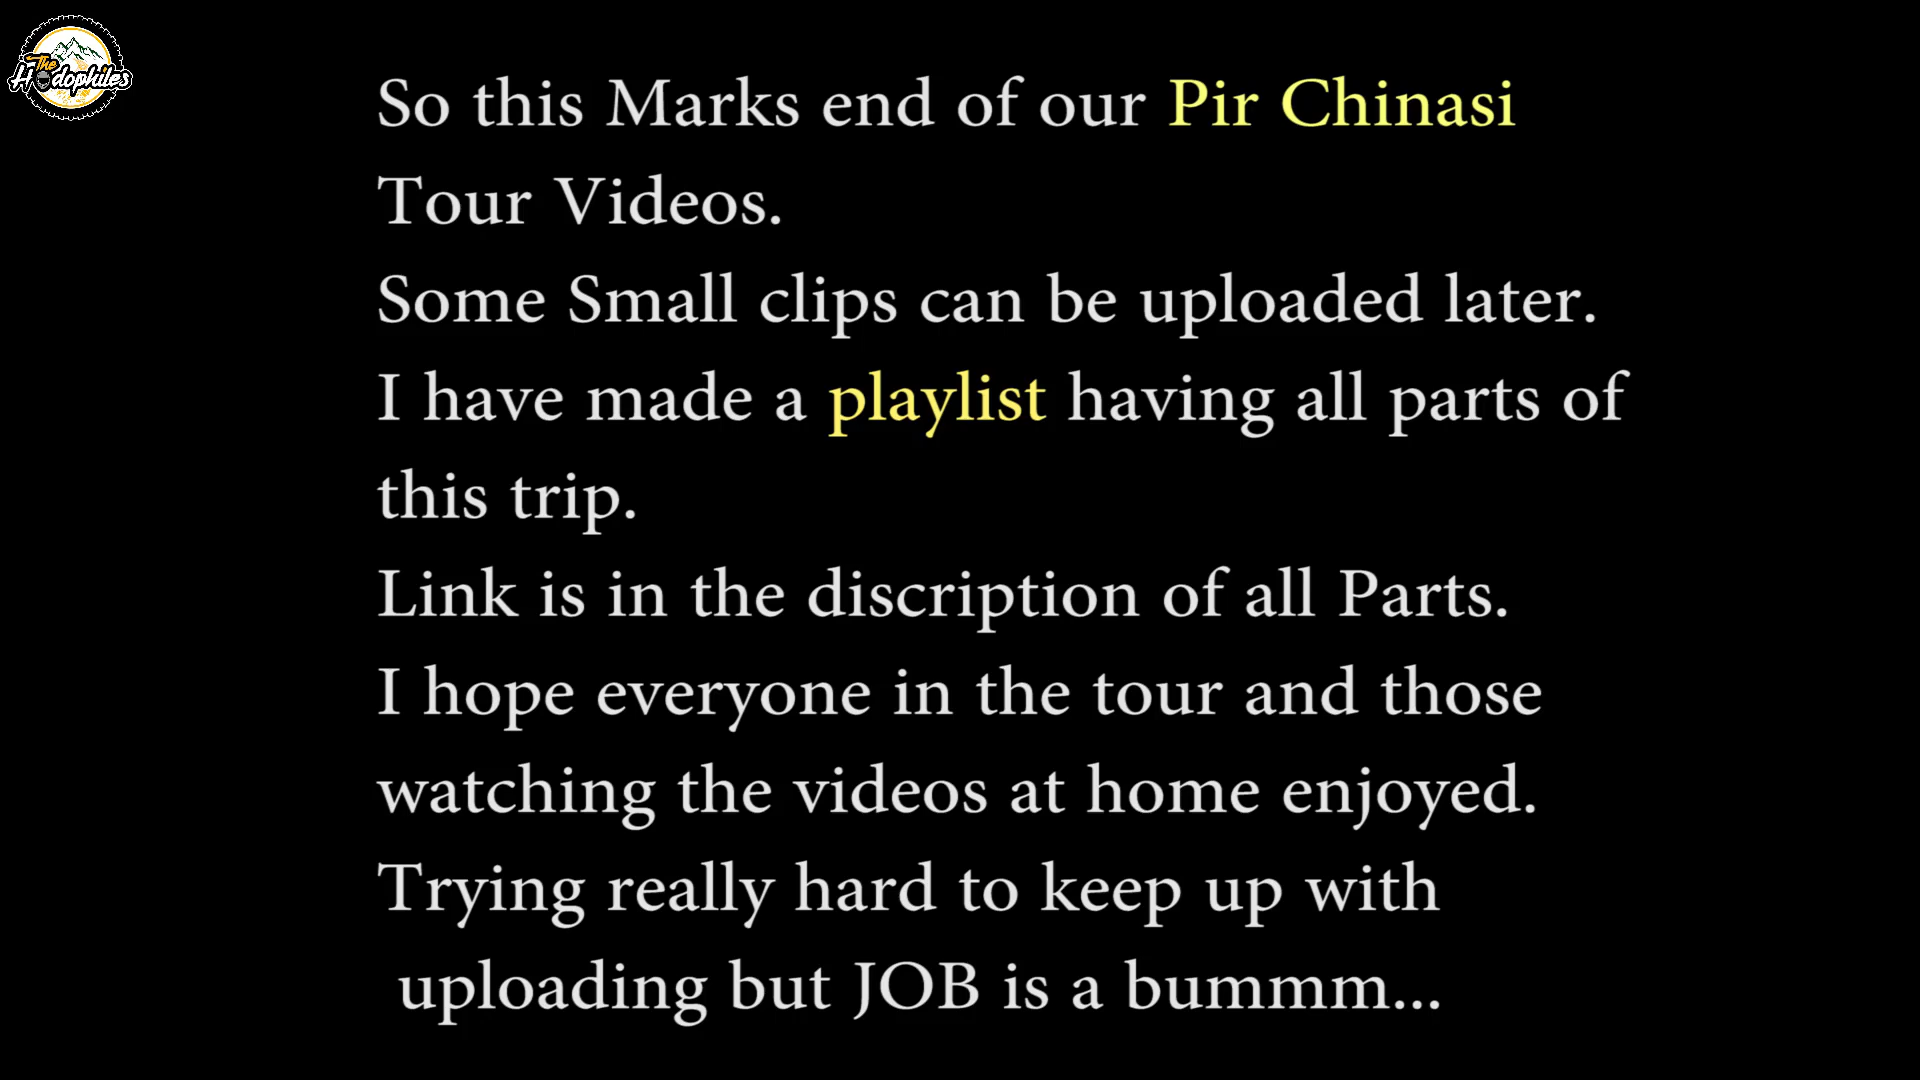 The
Hodophiles
So this Marks end of our Pir Chinasi
Tour Videos.
Some Small clips can be uploaded later.
I have made a playlist having all parts of
this trip.
Link is in the discription of all Parts.
I hope everyone in the tour and those
watching the videos at home enjoyed.
Trying really hard to keep up with
uploading but JOB is a bummm...